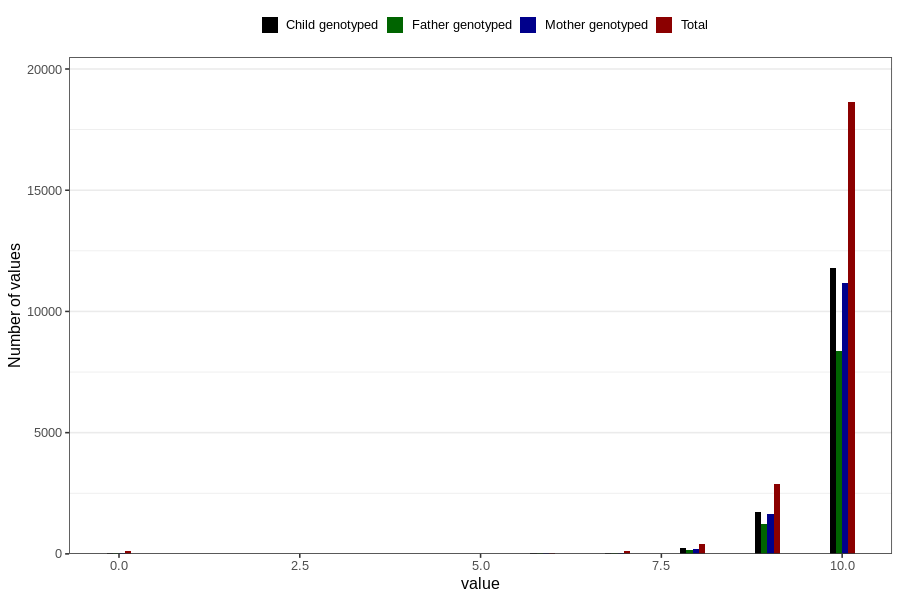 Child genotyped Father genotyped Mother genotyped Total
20000
15000
10000
5000
0
Number of values
0.0 2.5 5.0 7.5 10.0
value